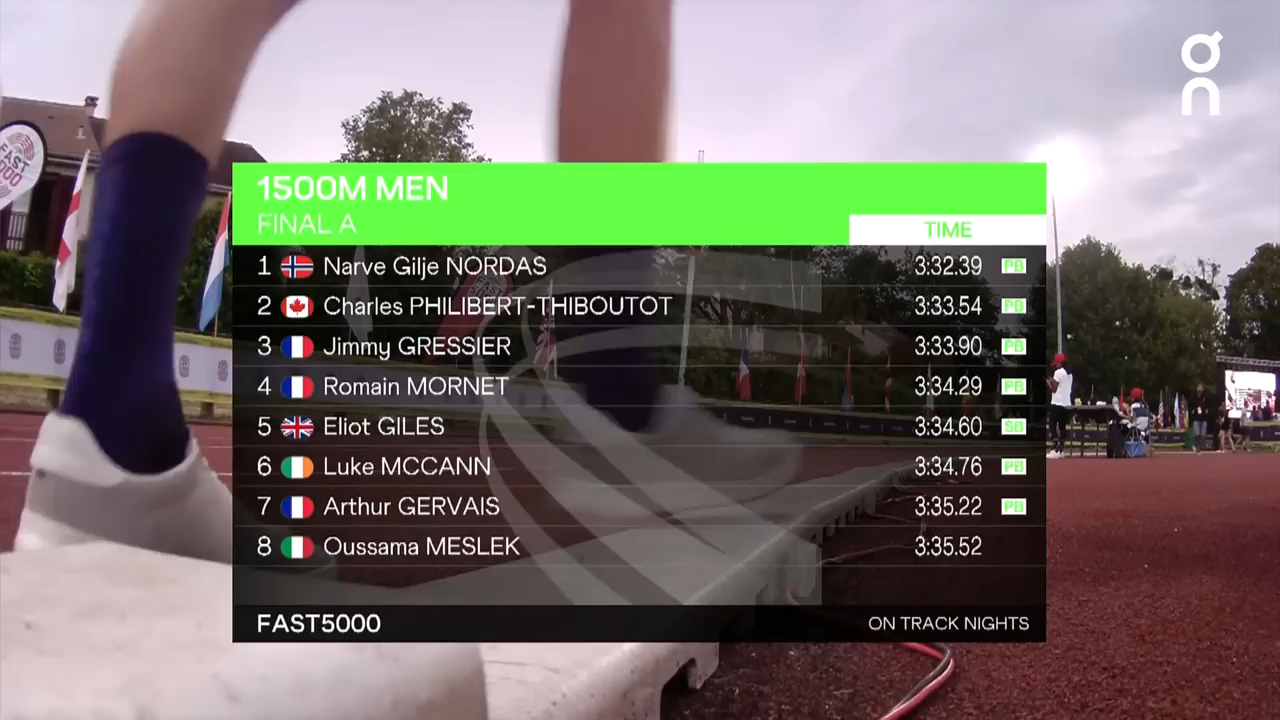 on
FAST
000
1500M MEN
FINAL A
TIME
1 Narve Gilje NORDAS 3:32.39 PB
2 Charles PHILIBERT-THIBOUTOT 3:33.54 PB
3 Jimmy GRESSIER 3:33.90 PB
4 Romain MORNET 3:34.29 PB
5 Eliot GILES 3:34.60 SB
6 Luke MCCANN 3:34.76 PB
7 Arthur GERVAIS 3:35.22 PB
8 Oussama MESLEK 3:35.52
FAST5000 ON TRACK NIGHTS